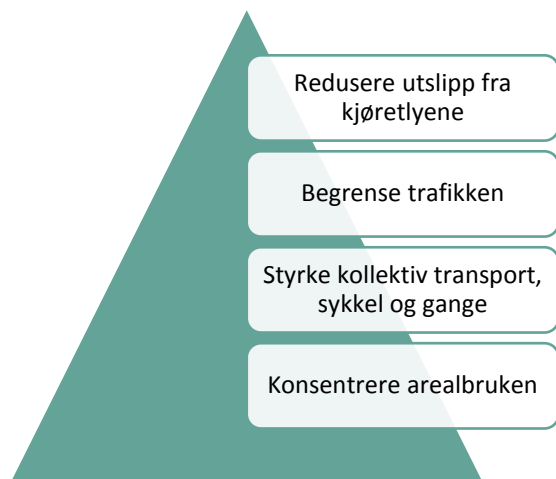 Redusere utslipp fra
kjøretlyene
Begrense trafikken
Styrke kollektiv transport,
sykkel og gange
Konsentrere arealbruken